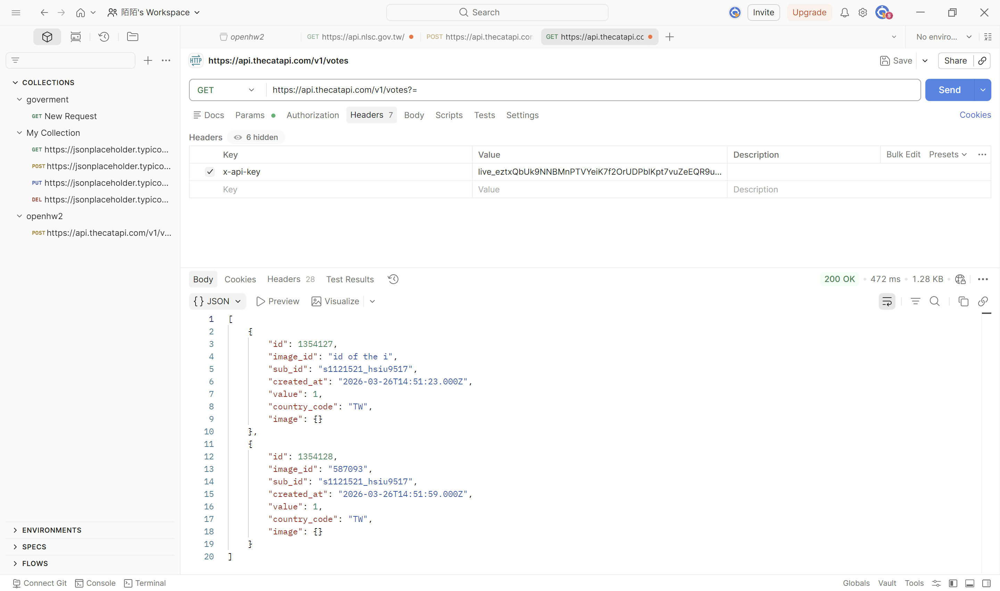 陌陌's Workspace
Search
Invite
Upgrade
S
openhw2
GET https://api.nlsc.gov.tw/
POST https://api.thecatapi.con
GET https://api.thecatapi.cc
No enviro...
HTTP https://api.thecatapi.com/v1/votes
Save
Share
COLLECTIONS
goverment
GET New Request
My Collection
GET https://jsonplaceholder.typico...
POST https://jsonplaceholder.typico...
PUT https://jsonplaceholder.typico...
DEL https://jsonplaceholder.typico...
openhw2
POST https://api.thecatapi.com/v1/v...
ENVIRONMENTS
SPECS
FLOWS
GET https://api.thecatapi.com/v1/votes?=
Send
Docs Params Authorization Headers 7 Body Scripts Tests Settings
Cookies
Headers 6 hidden
Key Value Description Bulk Edit Presets
x-api-key live_eztxQbUk9NNBMnPTVYeiK7f2OrUDPblKpt7vuZeEQR9u...
Key Value Description
Body Cookies Headers 28 Test Results
200 OK • 472 ms • 1.28 KB
{} JSON Preview Visualize
1 [
2 {
3 "id": 1354127,
4 "image_id": "id of the i",
5 "sub_id": "s1121521_hsiu9517",
6 "created_at": "2026-03-26T14:51:23.000Z",
7 "value": 1,
8 "country_code": "TW",
9 "image": {}
10 },
11 {
12 "id": 1354128,
13 "image_id": "587093",
14 "sub_id": "s1121521_hsiu9517",
15 "created_at": "2026-03-26T14:51:59.000Z",
16 "value": 1,
17 "country_code": "TW",
18 "image": {}
19 }
20 ]
Connect Git Console Terminal
Globals Vault Tools